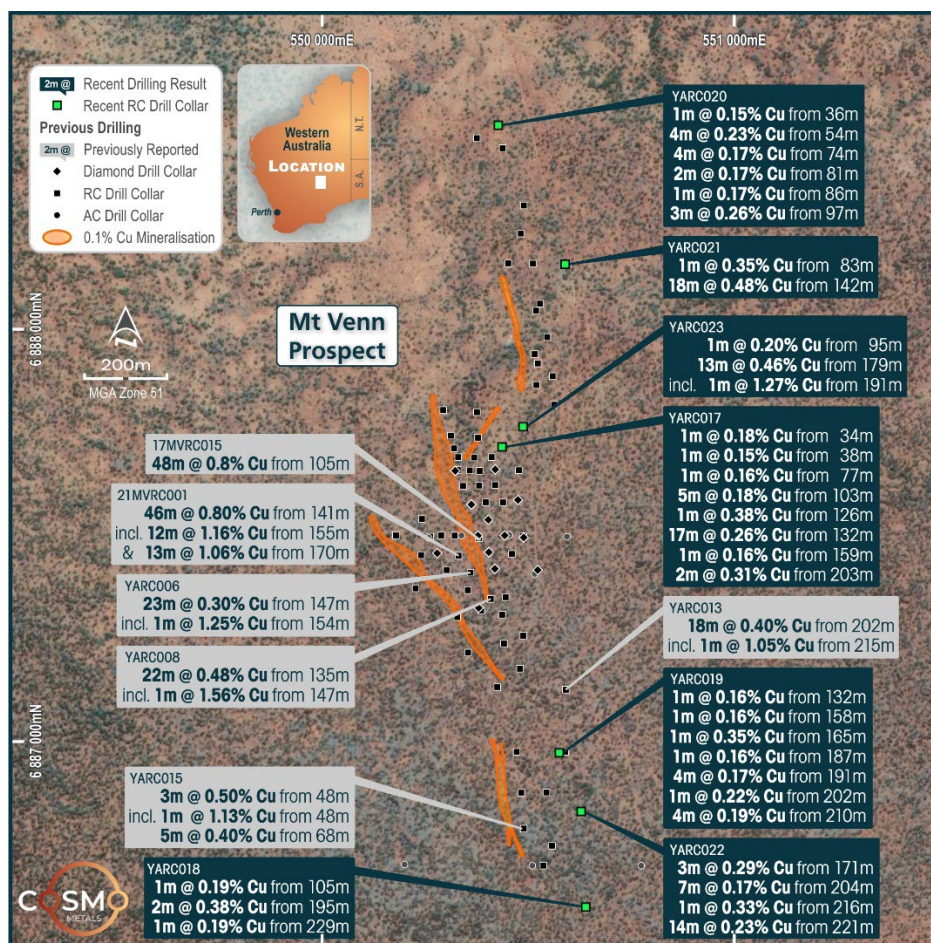 550 000mE
551 000mE
6 888 000mN
6 887 000mN
2m @ Recent Drilling Result
Recent RC Drill Collar
Previous Drilling
2m @ Previously Reported
Diamond Drill Collar
RC Drill Collar
AC Drill Collar
0.1% Cu Mineralisation
Western
Australia
LOCATION
N.T.
S.A.
Perth
N
200m
MGA Zone 51
Mt Venn
Prospect
YARC020
1m @ 0.15% Cu from 36m
4m @ 0.23% Cu from 54m
4m @ 0.17% Cu from 74m
2m @ 0.17% Cu from 81m
1m @ 0.17% Cu from 86m
3m @ 0.26% Cu from 97m
YARC021
1m @ 0.35% Cu from 83m
18m @ 0.48% Cu from 142m
YARC023
1m @ 0.20% Cu from 95m
13m @ 0.46% Cu from 179m
incl. 1m @ 1.27% Cu from 191m
YARC017
1m @ 0.18% Cu from 34m
1m @ 0.15% Cu from 38m
1m @ 0.16% Cu from 77m
5m @ 0.18% Cu from 103m
1m @ 0.38% Cu from 126m
17m @ 0.26% Cu from 132m
1m @ 0.16% Cu from 159m
2m @ 0.31% Cu from 203m
17MVRC015
48m @ 0.8% Cu from 105m
21MVRC001
46m @ 0.80% Cu from 141m
incl. 12m @ 1.16% Cu from 155m
& 13m @ 1.06% Cu from 170m
YARC006
23m @ 0.30% Cu from 147m
incl. 1m @ 1.25% Cu from 154m
YARC008
22m @ 0.48% Cu from 135m
incl. 1m @ 1.56% Cu from 147m
YARC013
18m @ 0.40% Cu from 202m
incl. 1m @ 1.05% Cu from 215m
YARC019
1m @ 0.16% Cu from 132m
1m @ 0.16% Cu from 158m
1m @ 0.35% Cu from 165m
1m @ 0.16% Cu from 187m
4m @ 0.17% Cu from 191m
1m @ 0.22% Cu from 202m
4m @ 0.19% Cu from 210m
YARC015
3m @ 0.50% Cu from 48m
incl. 1m @ 1.13% Cu from 48m
5m @ 0.40% Cu from 68m
YARC022
3m @ 0.29% Cu from 171m
7m @ 0.17% Cu from 204m
1m @ 0.33% Cu from 216m
14m @ 0.23% Cu from 221m
YARC018
1m @ 0.19% Cu from 105m
2m @ 0.38% Cu from 195m
1m @ 0.19% Cu from 229m
COSMO
METALS